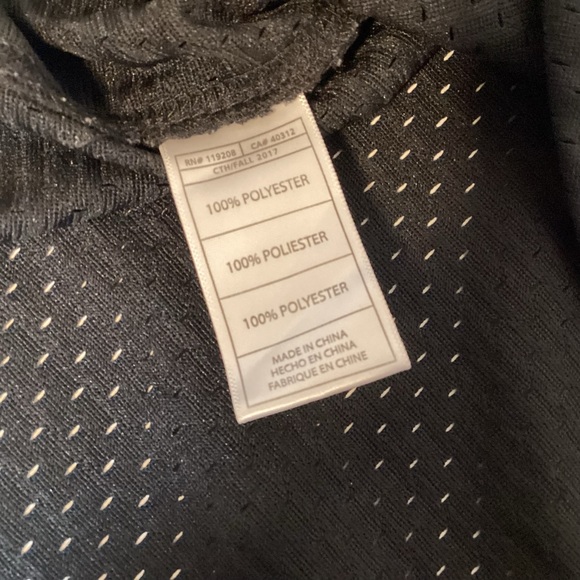 RN# 119208 CA# 40312
CTH/FALL 2017
100% POLYESTER
100% POLIESTER
100% POLYESTER
MADE IN CHINA
HECHO EN CHINA
FABRIQUE EN CHINE